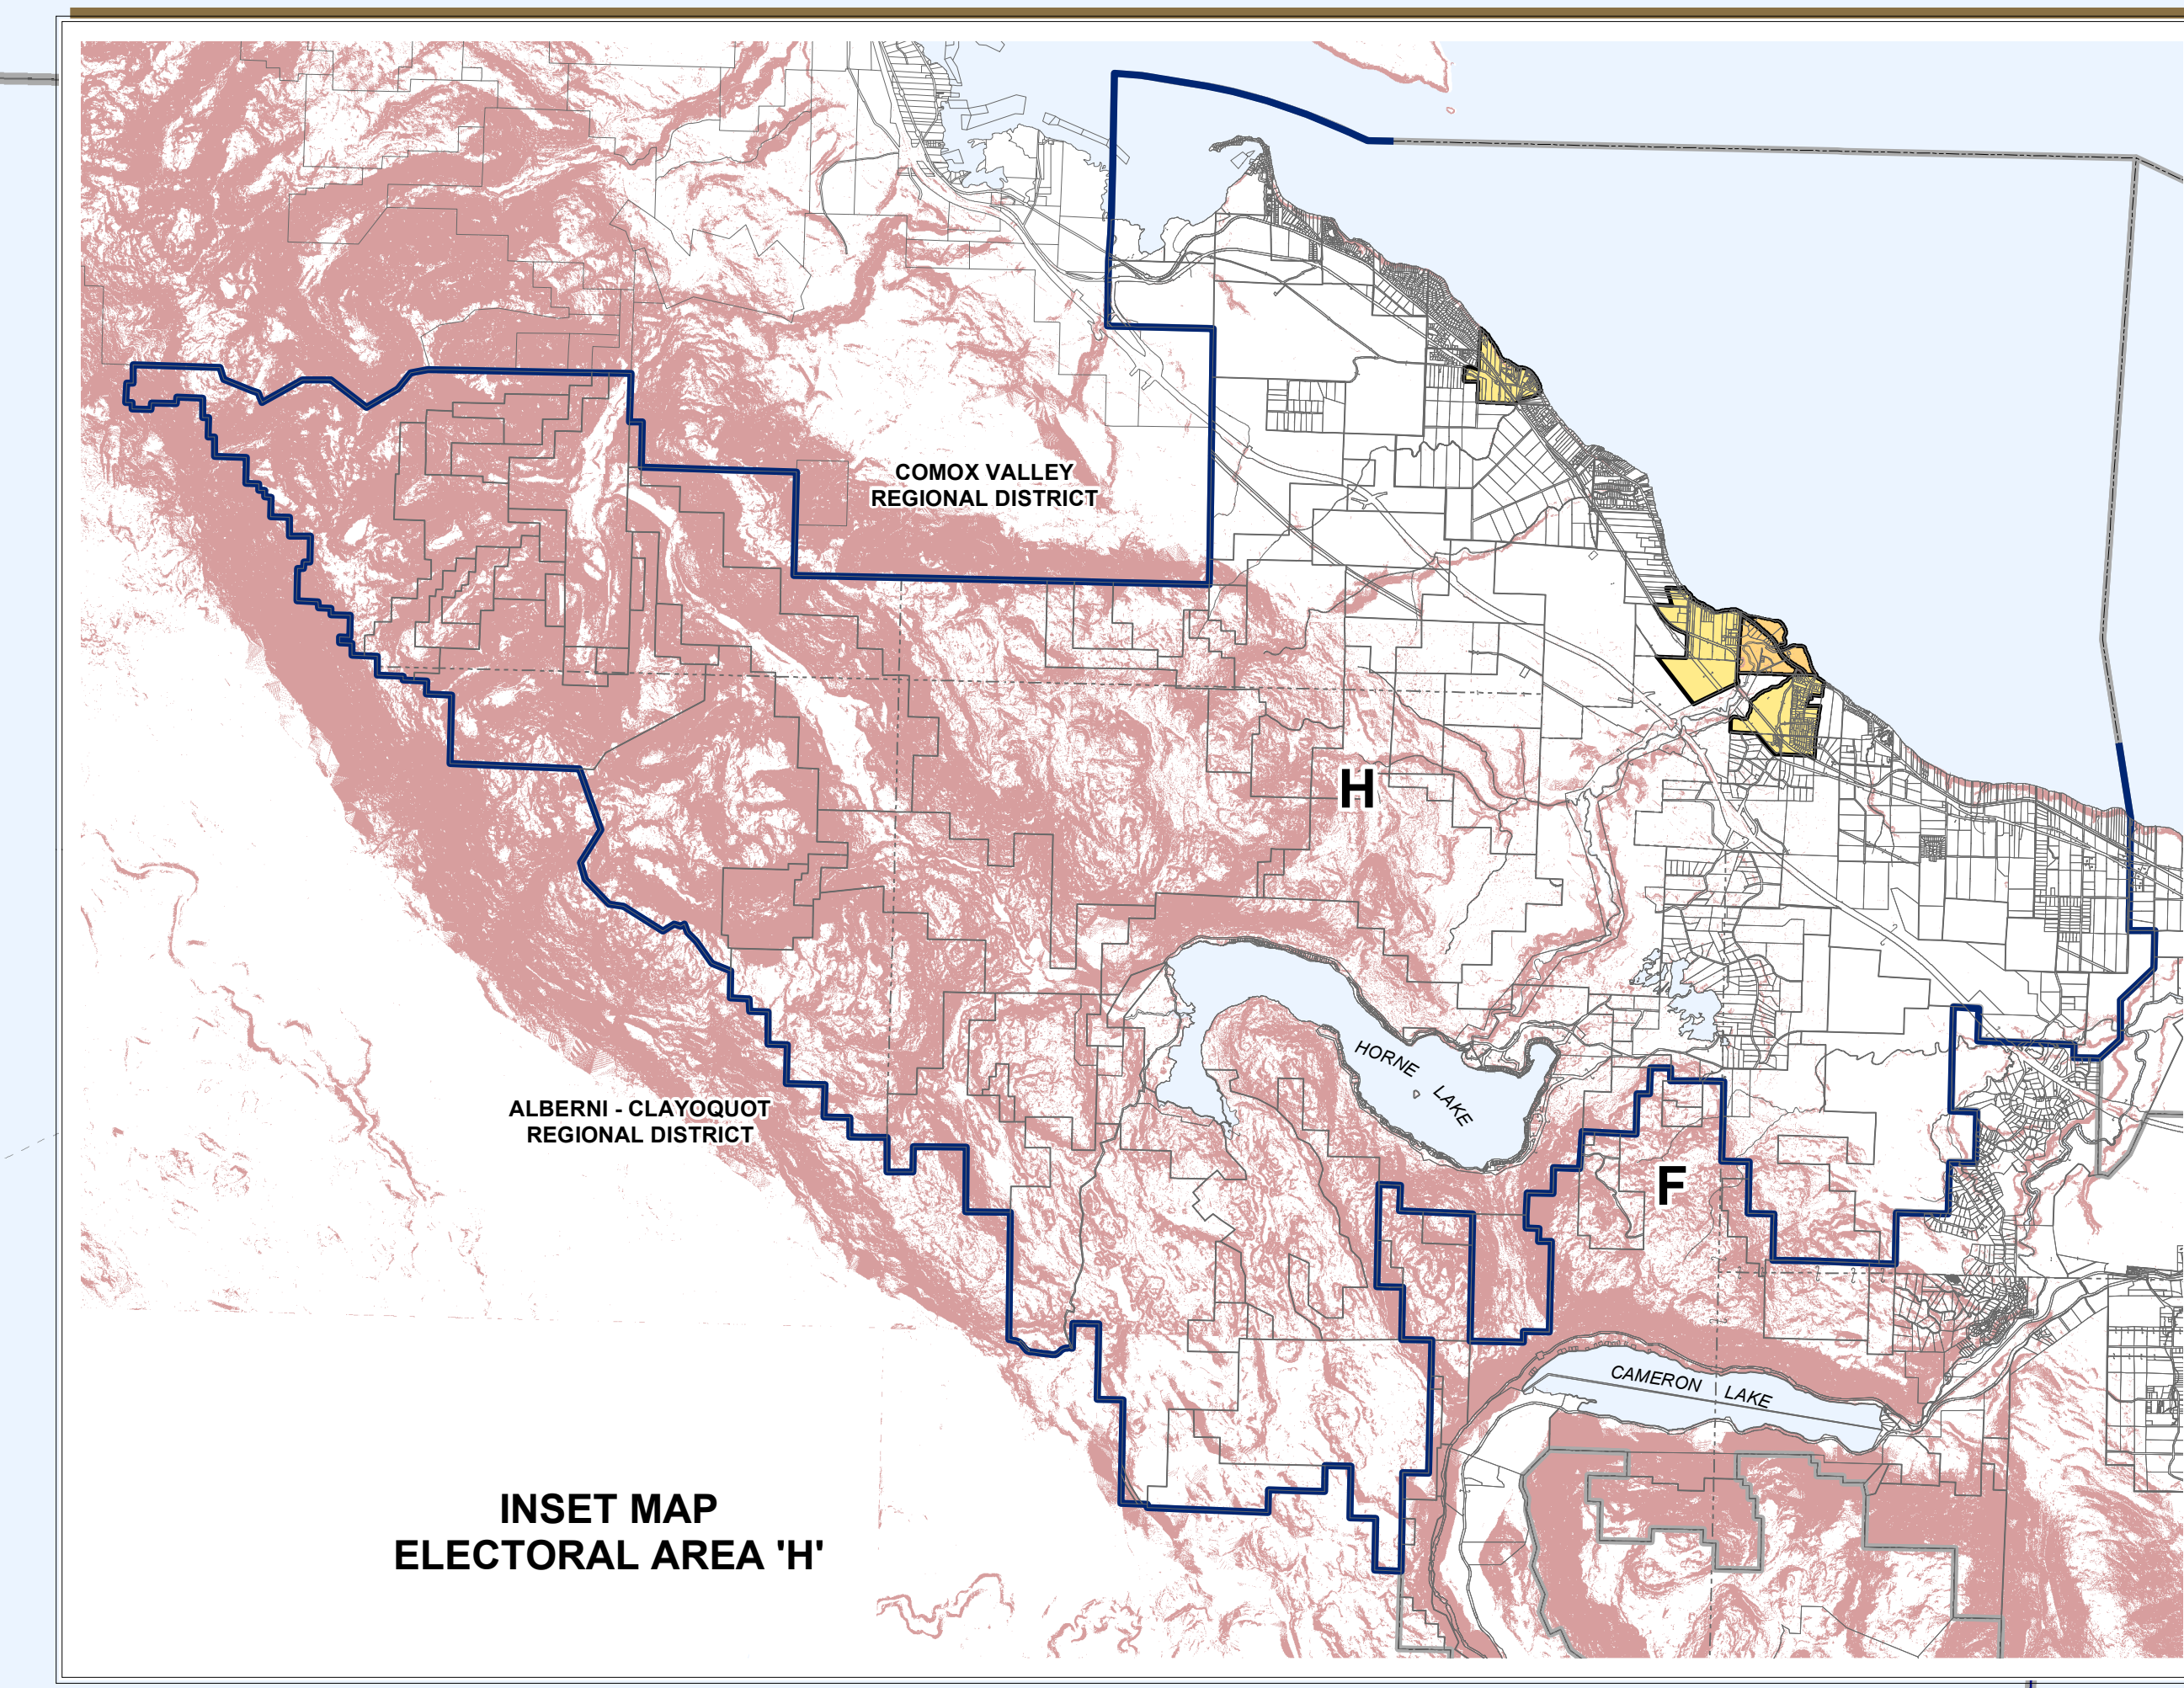 COMOX VALLEY
REGIONAL DISTRICT
H
HORNE LAKE
ALBERNI - CLAYOQUOT
REGIONAL DISTRICT
F
CAMERON LAKE
INSET MAP
ELECTORAL AREA 'H'